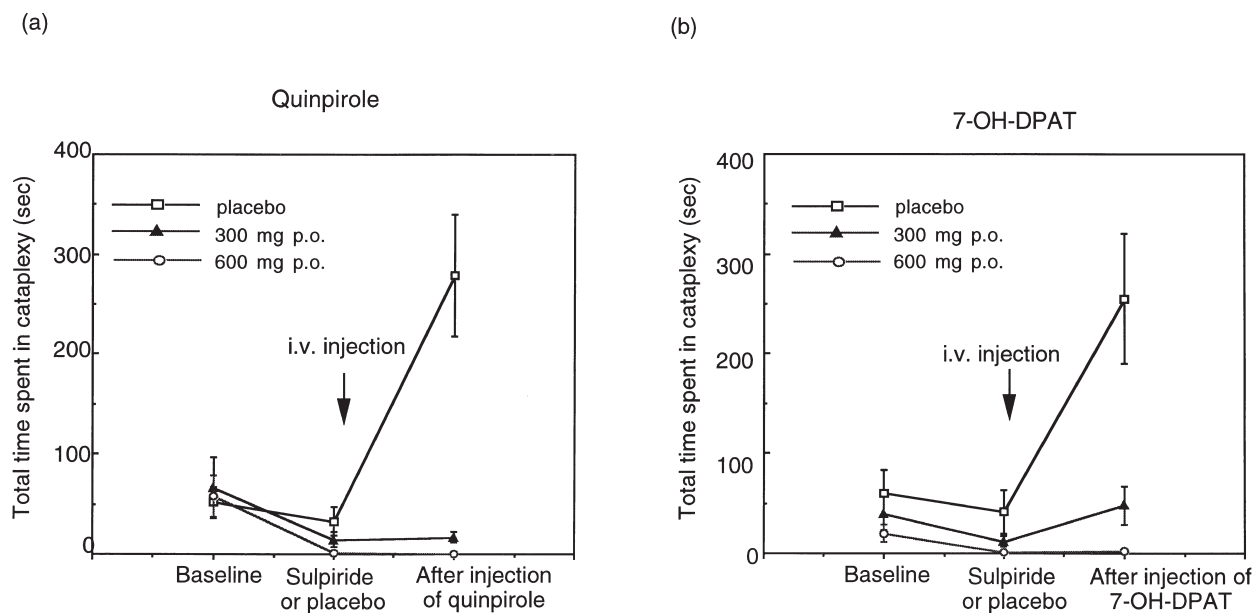 (a)
Quinpirole
Total time spent in cataplexy (sec)
400
300
200
100
0
placebo
300 mg p.o.
600 mg p.o.
i.v. injection
Baseline
Sulpiride
or placebo
After injection
of quinpirole
(b)
7-OH-DPAT
Total time spent in cataplexy (sec)
400
300
200
100
0
placebo
300 mg p.o.
600 mg p.o.
i.v. injection
Baseline
Sulpiride
or placebo
After injection of
7-OH-DPAT